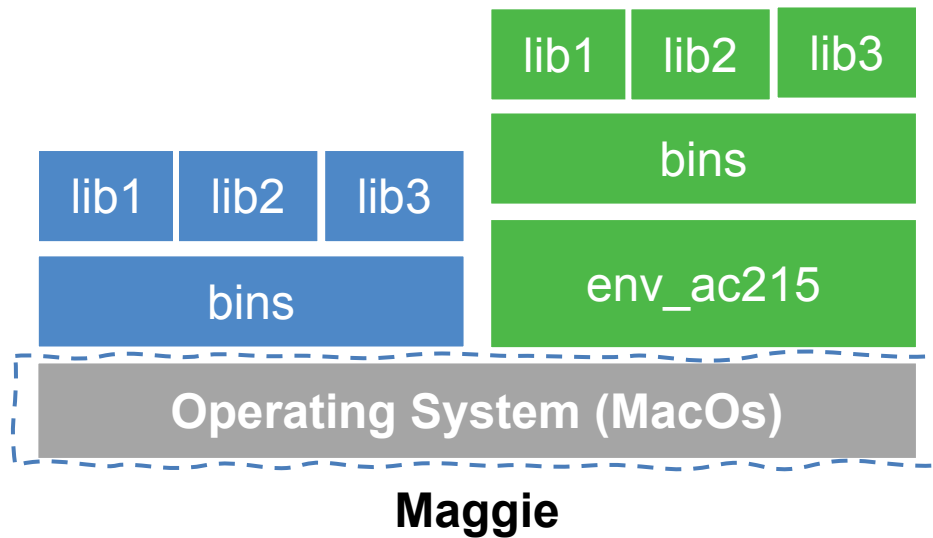 lib1 lib2 lib3
bins
env_ac215
lib1 lib2 lib3
bins
Operating System (MacOs)
Maggie